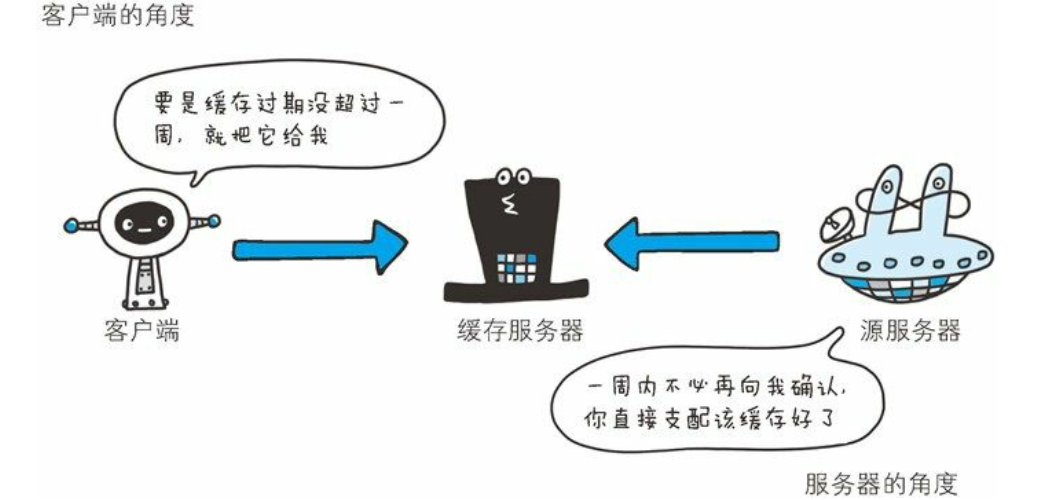 客户端的角度
要是缓存过期没超过一
周，就把它给我
客户端
缓存服务器
源服务器
一周内不必再向我确认，
你直接支配该缓存好了
服务器的角度